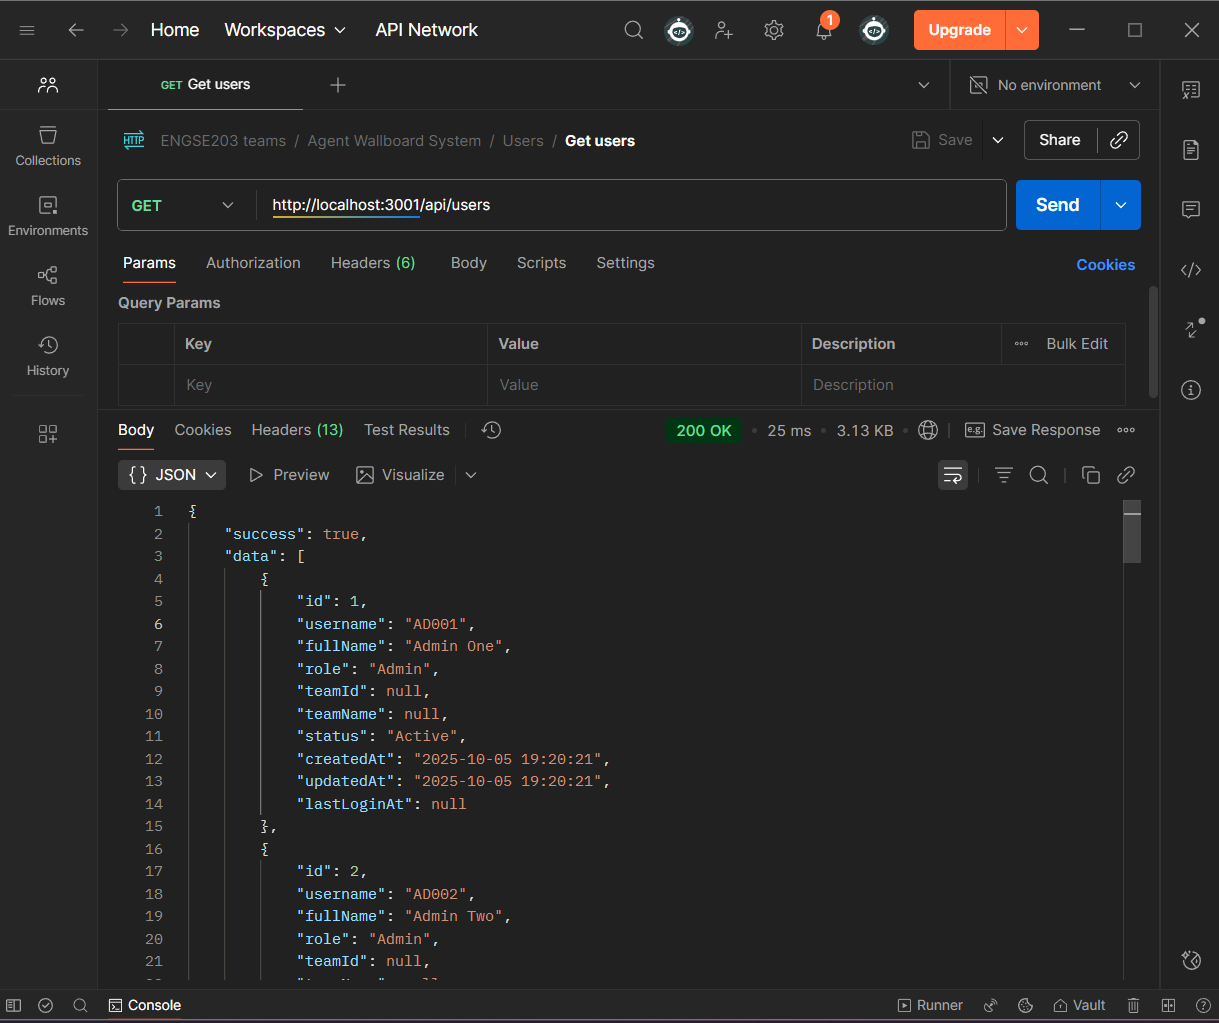 Home Workspaces API Network 1 Upgrade
GET Get users No environment
HTTP ENGSE203 teams / Agent Wallboard System / Users / Get users Save Share
GET http://localhost:3001/api/users Send
Params Authorization Headers (6) Body Scripts Settings Cookies
Query Params
Key Value Description Bulk Edit
Key Value Description
Collections
Environments
Flows
History
Body Cookies Headers (13) Test Results 200 OK 25 ms 3.13 KB e.g. Save Response
{} JSON Preview Visualize
1 {
2 "success": true,
3 "data": [
4 {
5 "id": 1,
6 "username": "AD001",
7 "fullName": "Admin One",
8 "role": "Admin",
9 "teamId": null,
10 "teamName": null,
11 "status": "Active",
12 "createdAt": "2025-10-05 19:20:21",
13 "updatedAt": "2025-10-05 19:20:21",
14 "lastLoginAt": null
15 },
16 {
17 "id": 2,
18 "username": "AD002",
19 "fullName": "Admin Two",
20 "role": "Admin",
21 "teamId": null,
Console Runner Vault